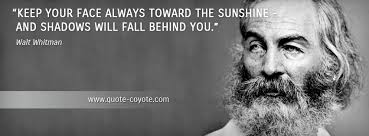 “KEEP YOUR FACE ALWAYS TOWARD THE SUNSHINE -
AND SHADOWS WILL FALL BEHIND YOU.”
Walt Whitman
www.quote-coyote.com